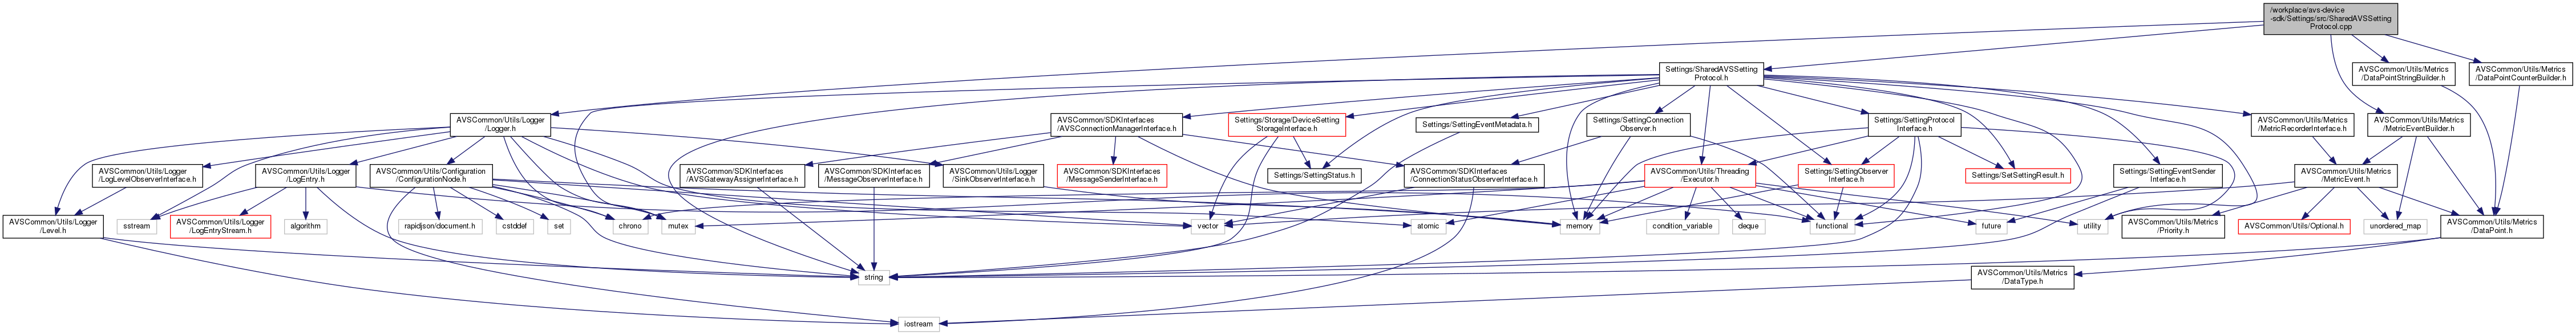 /workplace/avs-device
-sdk/Settings/src/SharedAVSSetting
Protocol.cpp
Settings/SharedAVSSetting
Protocol.h
AVSCommon/Utils/Metrics
/DataPointStringBuilder.h
AVSCommon/Utils/Metrics
/DataPointCounterBuilder.h
AVSCommon/Utils/Logger
/Logger.h
AVSCommon/SDKInterfaces
/AVSConnectionManagerInterface.h
Settings/Storage/DeviceSetting
StorageInterface.h
Settings/SettingEventMetadata.h
Settings/SettingConnection
Observer.h
Settings/SettingProtocol
Interface.h
AVSCommon/Utils/Metrics
/MetricRecorderInterface.h
AVSCommon/Utils/Metrics
/MetricEventBuilder.h
AVSCommon/Utils/Logger
/LogLevelObserverInterface.h
AVSCommon/Utils/Logger
/LogEntry.h
AVSCommon/Utils/Configuration
/ConfigurationNode.h
AVSCommon/SDKInterfaces
/AVSGatewayAssignerInterface.h
AVSCommon/SDKInterfaces
/MessageObserverInterface.h
AVSCommon/Utils/Logger
/SinkObserverInterface.h
AVSCommon/SDKInterfaces
/MessageSenderInterface.h
Settings/SettingStatus.h
AVSCommon/SDKInterfaces
/ConnectionStatusObserverInterface.h
AVSCommon/Utils/Threading
/Executor.h
Settings/SettingObserver
Interface.h
Settings/SetSettingResult.h
Settings/SettingEventSender
Interface.h
AVSCommon/Utils/Metrics
/MetricEvent.h
AVSCommon/Utils/Logger
/Level.h
sstream
AVSCommon/Utils/Logger
/LogEntryStream.h
algorithm
rapidjson/document.h
cstddef
set
chrono
mutex
atomic
vector
memory
condition_variable
deque
functional
future
utility
AVSCommon/Utils/Metrics
/Priority.h
AVSCommon/Utils/Optional.h
unordered_map
AVSCommon/Utils/Metrics
/DataPoint.h
string
AVSCommon/Utils/Metrics
/DataType.h
iostream